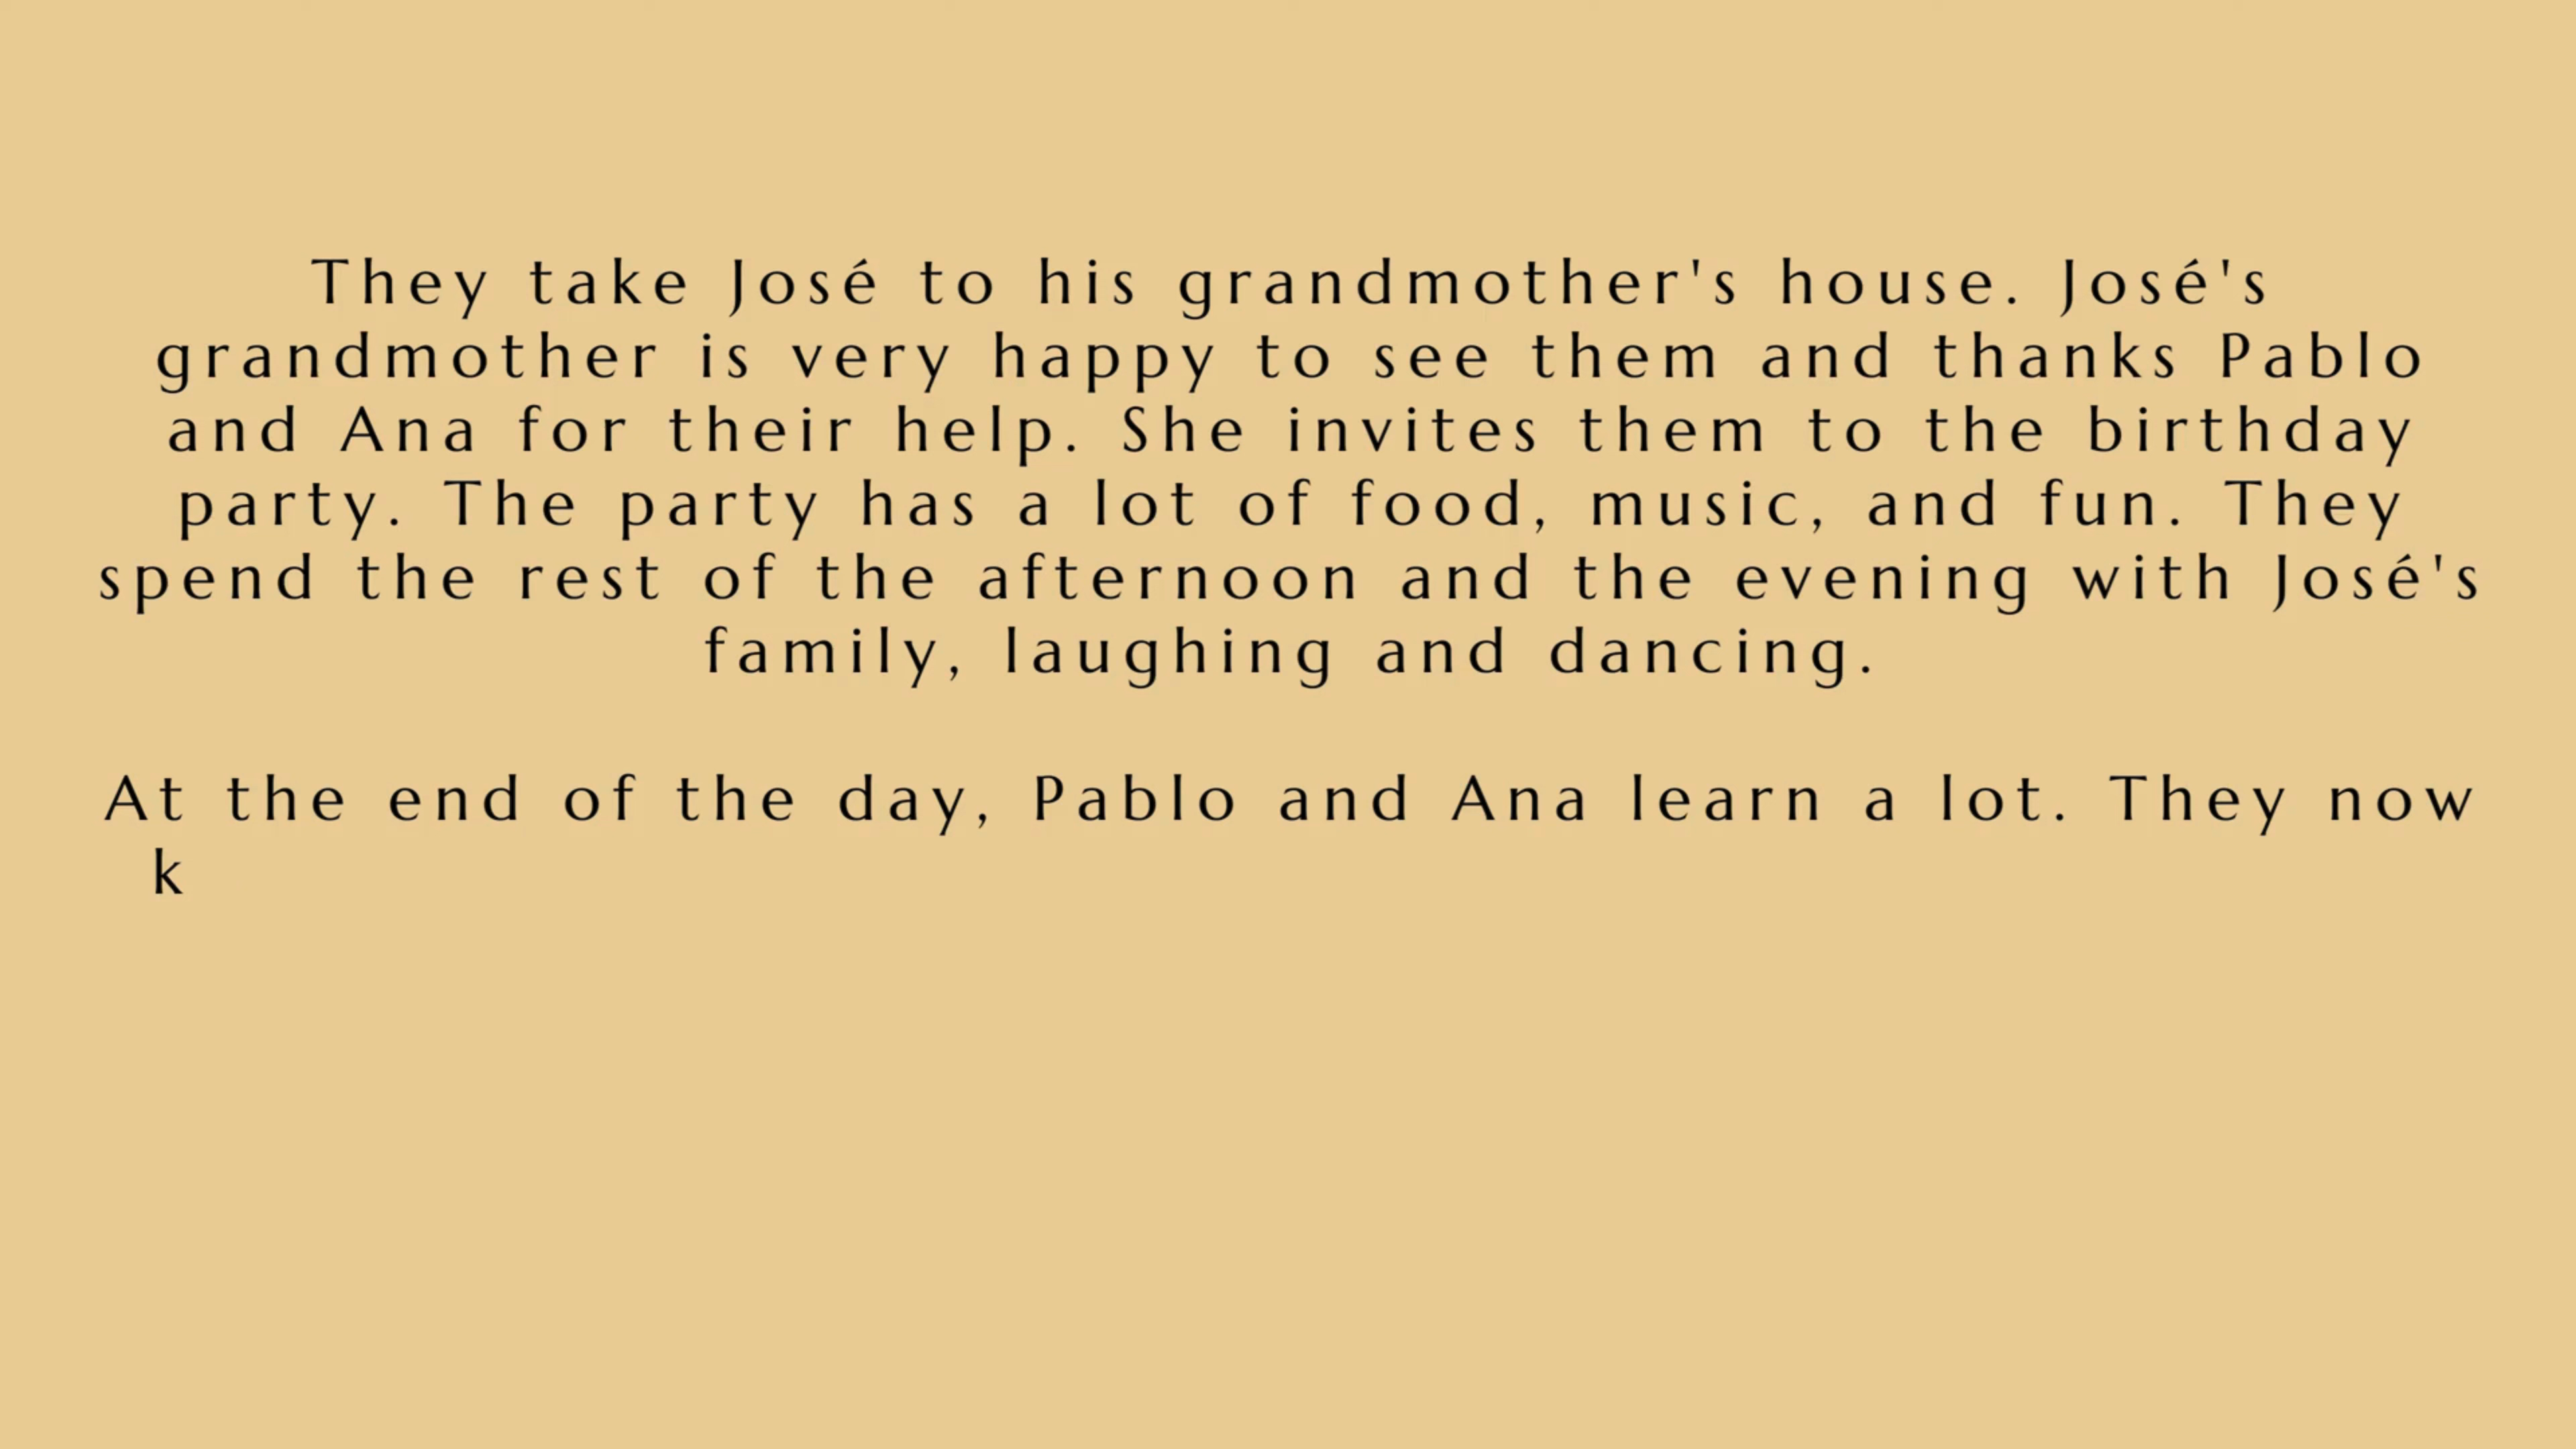 They take José to his grandmother's house. José's
grandmother is very happy to see them and thanks Pablo
and Ana for their help. She invites them to the birthday
party. The party has a lot of food, music, and fun. They
spend the rest of the afternoon and the evening with José's
family, laughing and dancing.
At the end of the day, Pablo and Ana learn a lot. They now
k